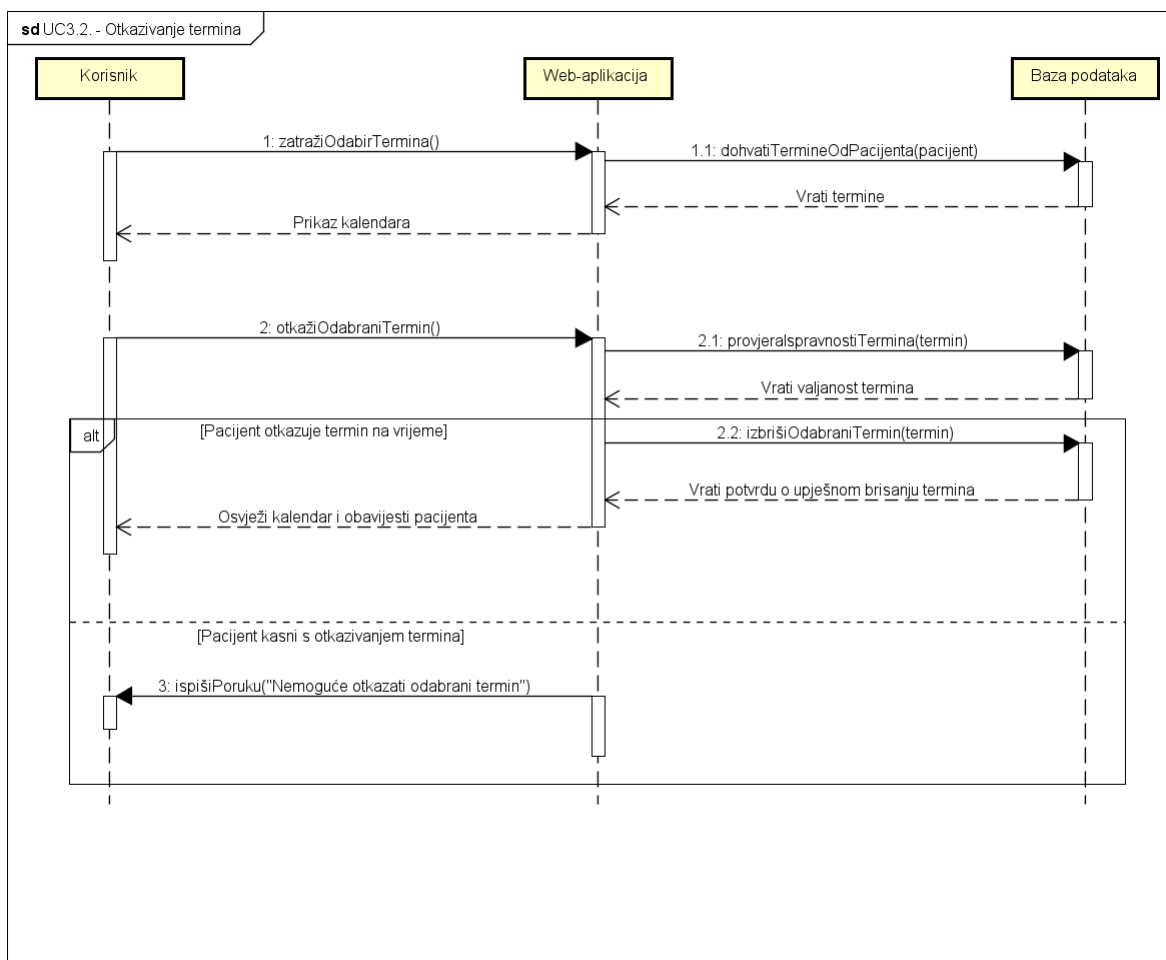 sd UC3.2. - Otkazivanje termina
Korisnik
Web-aplikacija
Baza podataka
1: zatražiOdabirTermina()
1.1: dohvatiTermineOdPacijenta(pacijent)
Vrati termine
Prikaz kalendara
2: otkažiOdabraniTermin()
2.1: provjeraIspravnostiTermina(termin)
Vrati valjanost termina
alt
[Pacijent otkazuje termin na vrijeme]
2.2: izbrišiOdabraniTermin(termin)
Vrati potvrdu o upješnom brisanju termina
Osvježi kalendar i obavijesti pacijenta
[Pacijent kasni s otkazivanjem termina]
3: ispišiPoruku("Nemoguće otkazati odabrani termin")